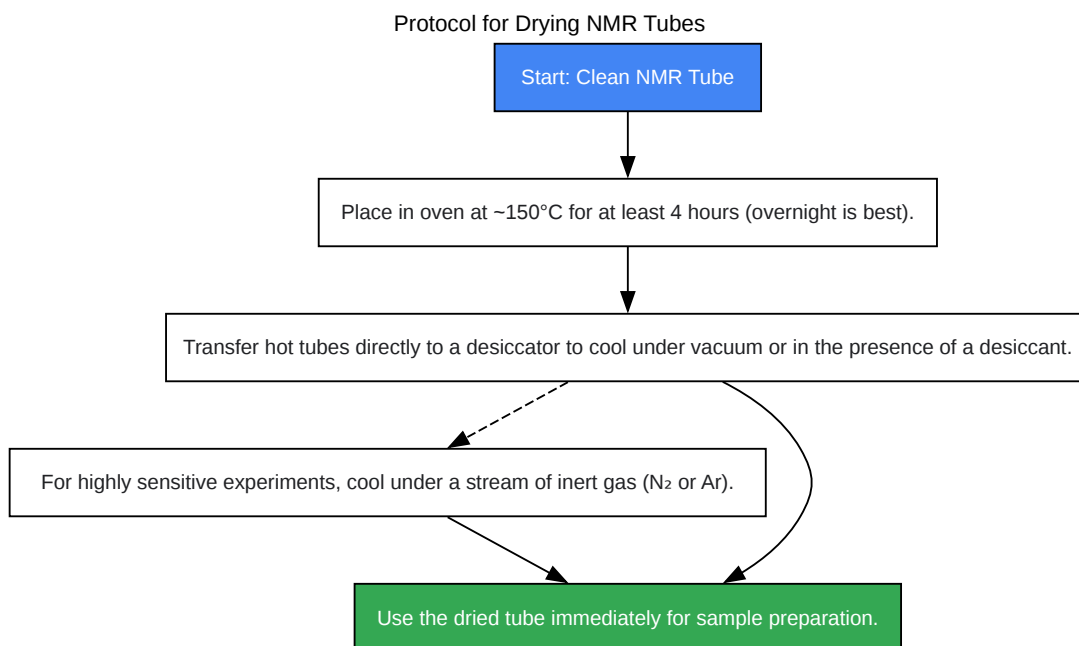 Protocol for Drying NMR Tubes
Start: Clean NMR Tube
Place in oven at ~150°C for at least 4 hours (overnight is best).
Transfer hot tubes directly to a desiccator to cool under vacuum or in the presence of a desiccant.
For highly sensitive experiments, cool under a stream of inert gas (N₂ or Ar).
Use the dried tube immediately for sample preparation.